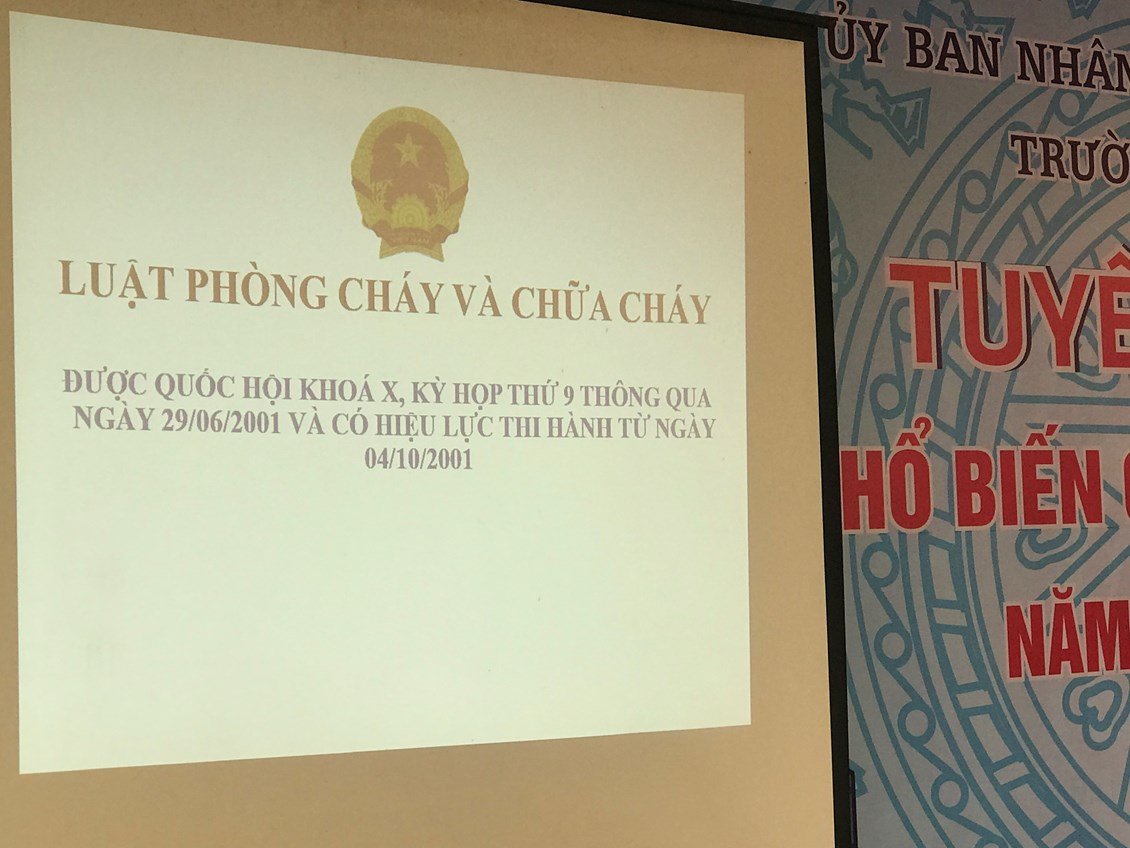 LUẬT PHÒNG CHÁY VÀ CHỮA CHÁY
ĐƯỢC QUỐC HỘI KHOÁ X, KỲ HỌP THỨ 9 THÔNG QUA
NGÀY 29/06/2001 VÀ CÓ HIỆU LỰC THI HÀNH TỪ NGÀY
04/10/2001
ỦY BAN NHÂN
TRƯỜ
TUYÊ
HỔ BIẾN
NĂM